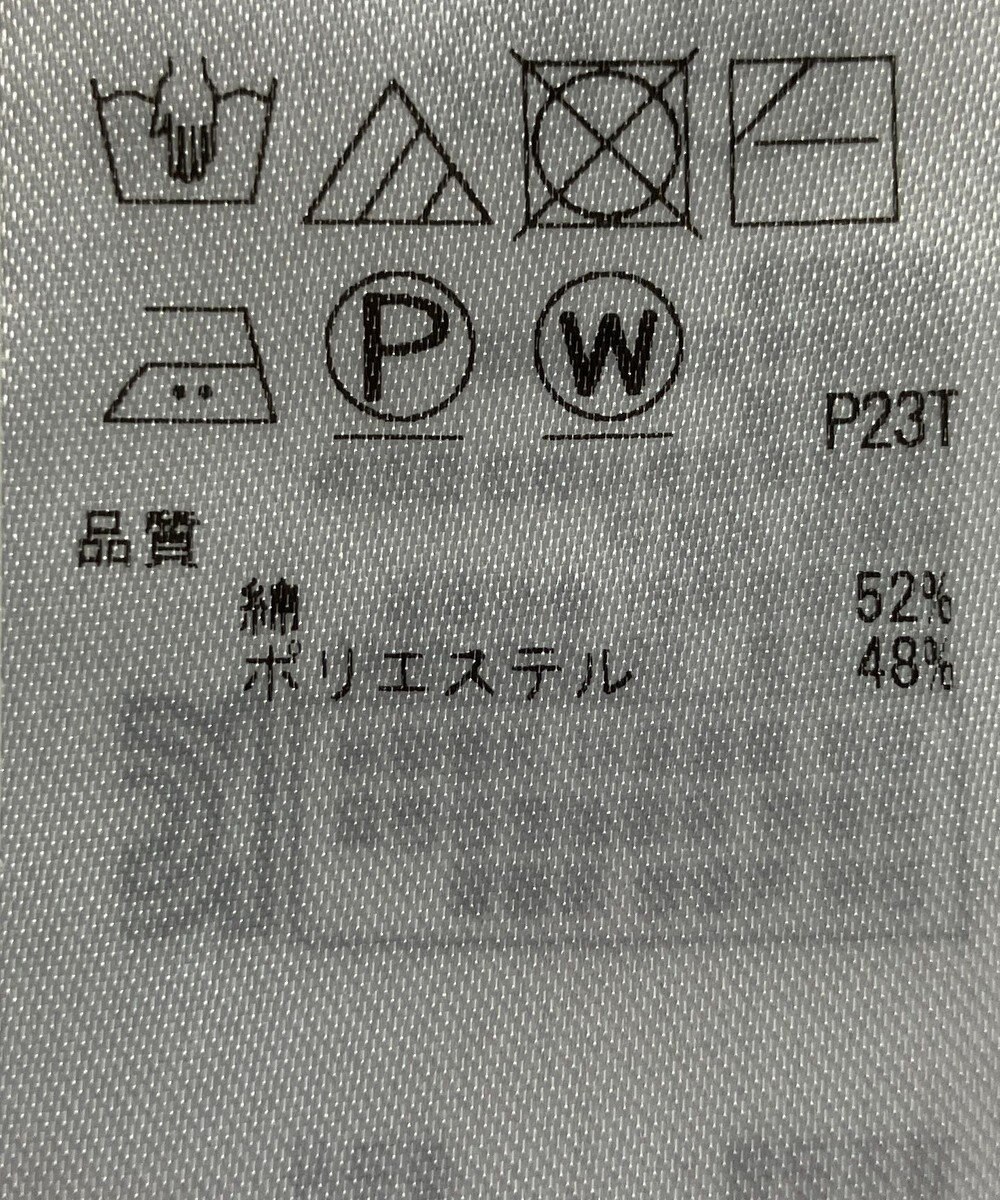 P W
P23T
品質
綿 52%
ポリエステル 48%